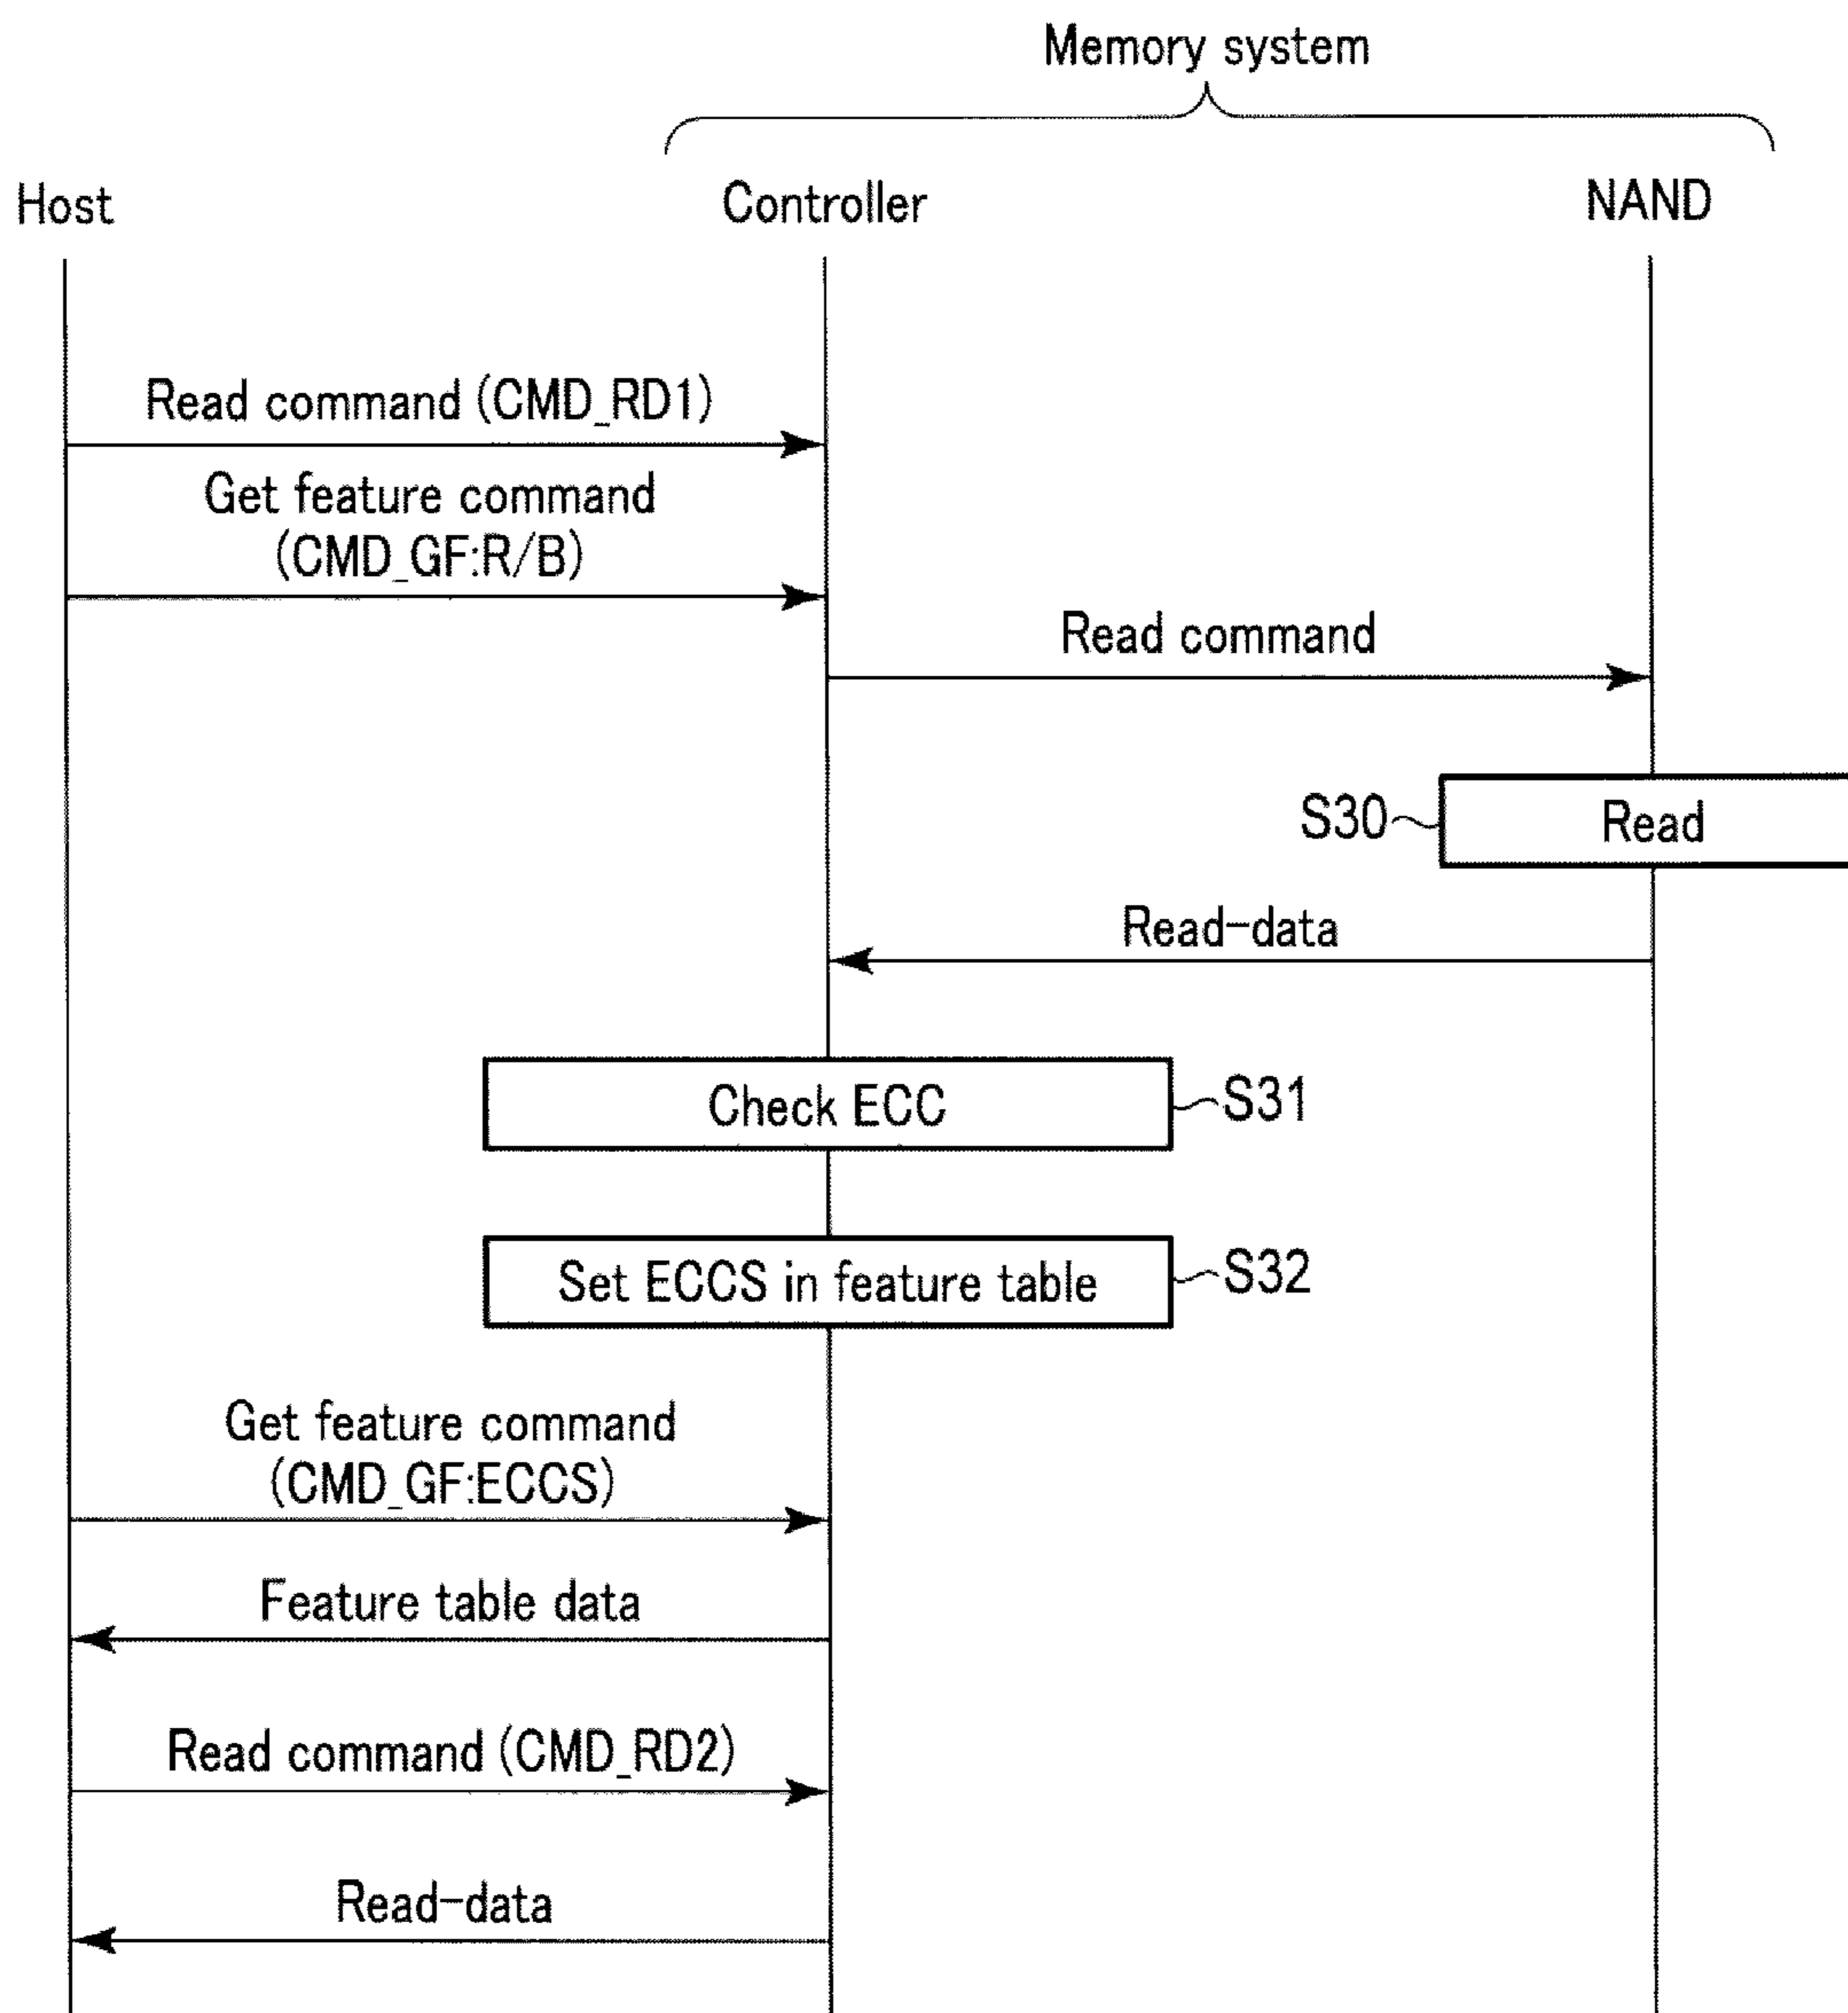 Memory system
Host
Controller
NAND
Read command (CMD_RD1)
Get feature command
(CMD_GF:R/B)
Read command
S30
Read
Read-data
Check ECC
S31
Set ECCS in feature table
S32
Get feature command
(CMD_GF:ECCS)
Feature table data
Read command (CMD_RD2)
Read-data